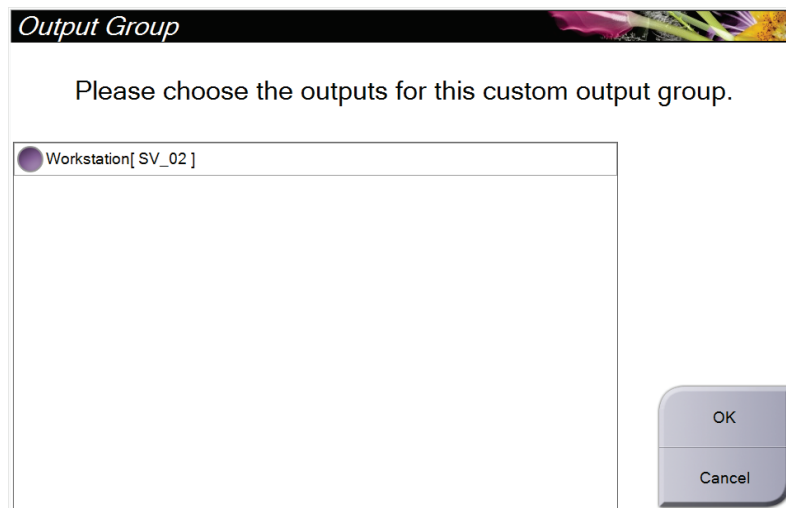 Output Group
Please choose the outputs for this custom output group.
Workstation[ SV_02 ]
OK
Cancel